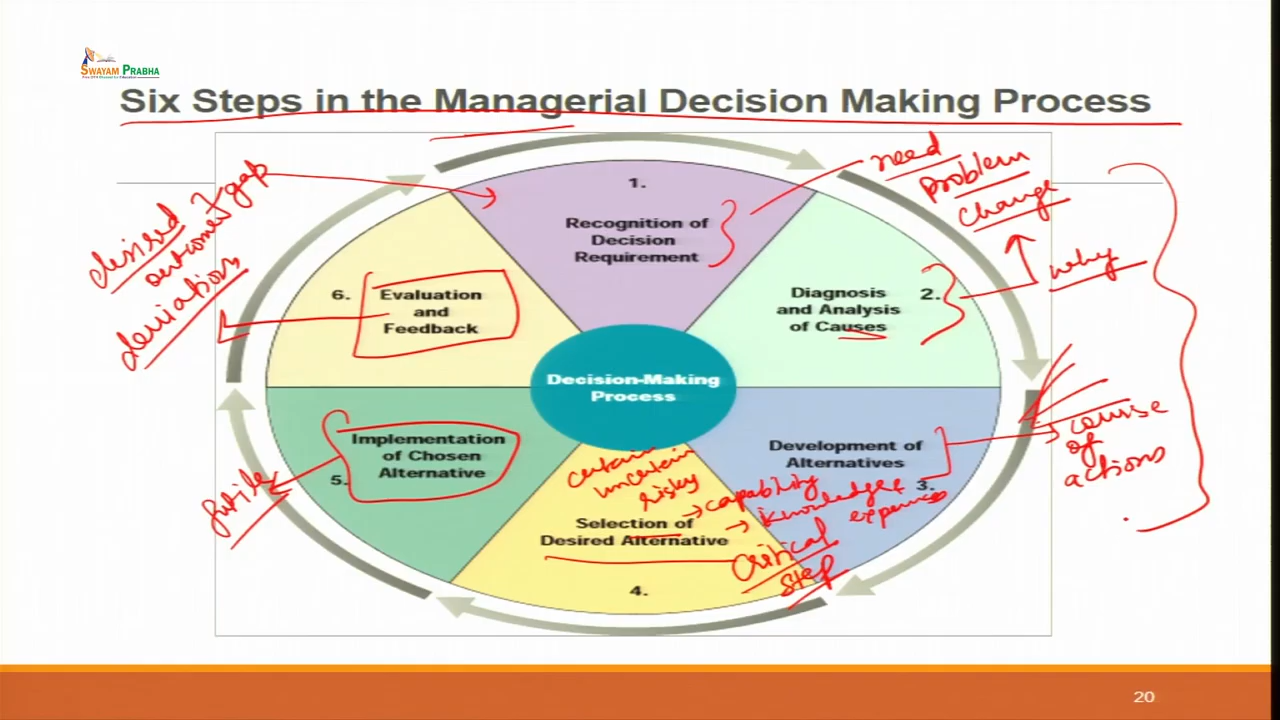 SWAYAM PRABHA
Six Steps in the Managerial Decision Making Process
1.
Recognition of
Decision
Requirement
need
problem
change
2.
Diagnosis
and Analysis
of Causes
why
Development of
Alternatives
3.
course
of
actions
Decision-Making
Process
certain
uncertain
risky
capability
knowledge
Selection of
Desired Alternative
4.
critical
step
Implementation
of Chosen
Alternative
5.
futile
6.
Evaluation
and
Feedback
desired
outcome
gap
deviations
20